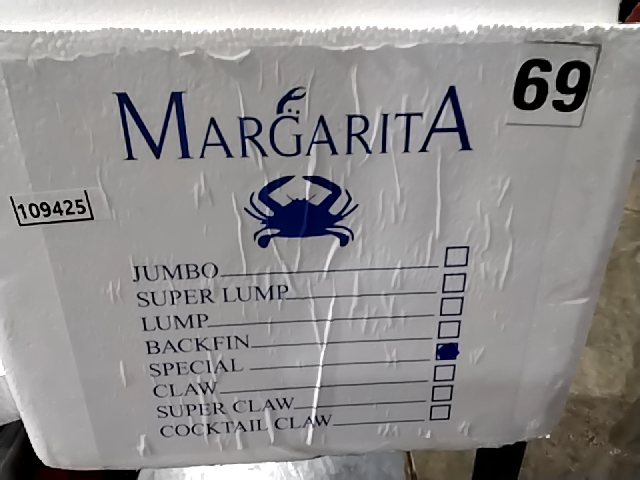 69
MARGARITA
109425
JUMBO
SUPER LUMP
LUMP
BACKFIN
SPECIAL
CLAW
SUPER CLAW
COCKTAIL CLAW